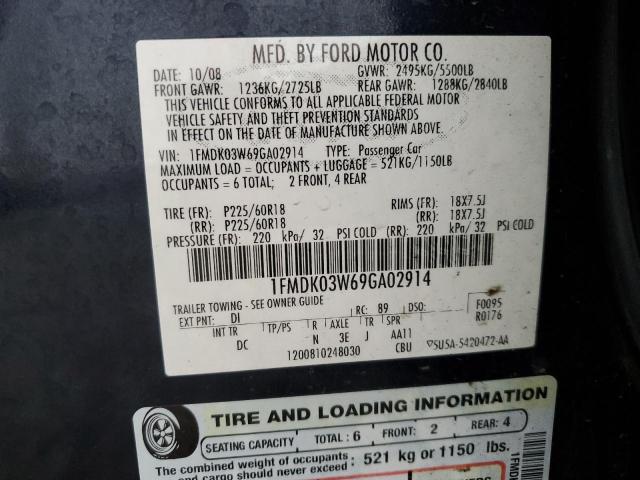 MFD. BY FORD MOTOR CO.
DATE: 10/08 GVWR: 2495KG/5500LB
FRONT GAWR: 1236KG/2725LB REAR GAWR: 1288KG/2840LB
THIS VEHICLE CONFORMS TO ALL APPLICABLE FEDERAL MOTOR
VEHICLE SAFETY AND THEFT PREVENTION STANDARDS
IN EFFECT ON THE DATE OF MANUFACTURE SHOWN ABOVE.
VIN: 1FMDK03W69GA02914 TYPE: Passenger Car
MAXIMUM LOAD = OCCUPANTS + LUGGAGE = 521KG/1150LB
OCCUPANTS = 6 TOTAL; 2 FRONT, 4 REAR
TIRE (FR): P225/60R18 RIMS (FR): 18X7.5J
(RR): P225/60R18 (RR): 18X7.5J
PRESSURE (FR): 220 kPa/ 32 PSI COLD (RR): 220 kPa/ 32 PSI COLD
1FMDK03W69GA02914
TRAILER TOWING - SEE OWNER GUIDE F0095
EXT PNT: DI RC: 89 DSO: R0176
INT TR TP/PS R AXLE TR SPR
DC N 3E J AA11
1200810248030 CBU ▽5U5A-5420472-AA
TIRE AND LOADING INFORMATION
SEATING CAPACITY TOTAL : 6 FRONT: 2 REAR: 4
The combined weight of occupants and cargo should never exceed : 521 kg or 1150 lbs.
1FMD